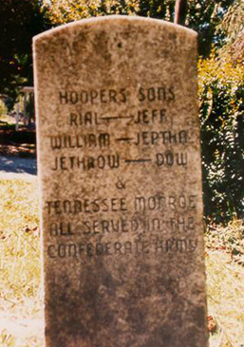 HOOPERS SONS
RIAL — JEFF
WILLIAM — JEPTHA
JETHROW — DOW
&
TENNESSEE MONROE
ALL SERVED IN THE
CONFEDERATE ARMY